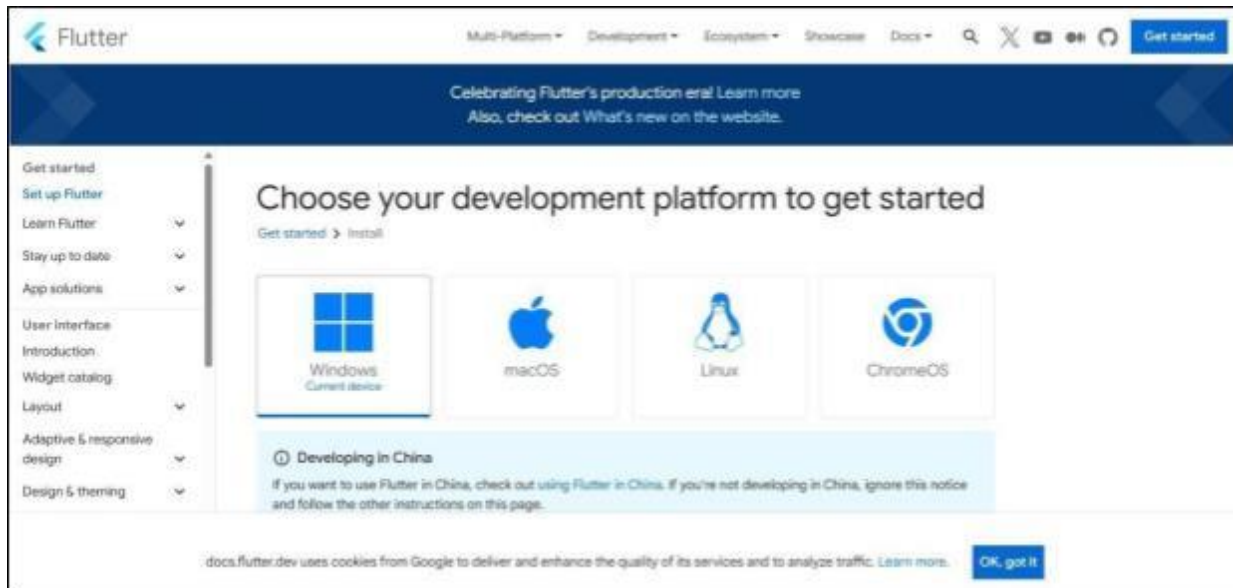 Flutter
Multi-Platform Development Ecosystem Showcase Docs Get started
Celebrating Flutter's production era! Learn more
Also, check out What's new on the website.
Get started
Set up Flutter
Learn Flutter
Stay up to date
App solutions
User Interface
Introduction
Widget catalog
Layout
Adaptive & responsive
design
Design & theming
Choose your development platform to get started
Get started > Install
Windows
Current device
macOS
Linux
ChromeOS
Developing in China
If you want to use Flutter in China, check out using Flutter in China. If you're not developing in China, ignore this notice
and follow the other instructions on this page.
docs.flutter.dev uses cookies from Google to deliver and enhance the quality of its services and to analyze traffic. Learn more. OK, got it